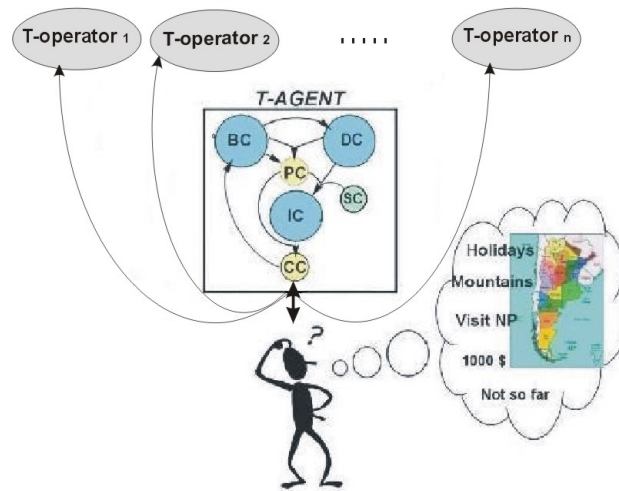 T-operator 1
T-operator 2
.....
T-operator n
T-AGENT
BC
DC
PC
SC
IC
CC
?
Holidays
Mountains
Visit NP
1000 $
Not so far